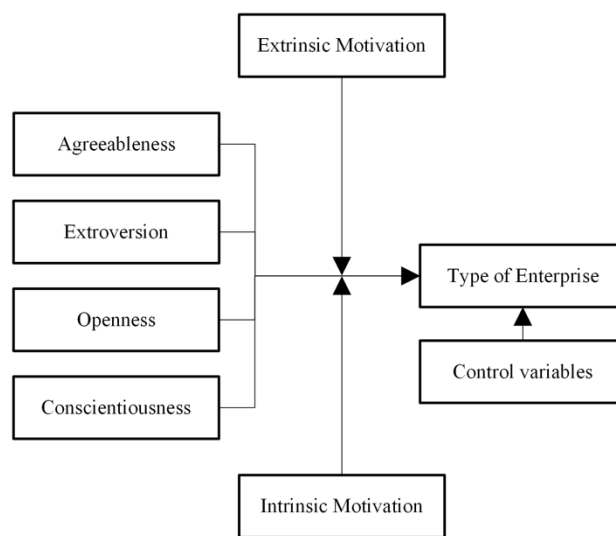 Extrinsic Motivation
Agreeableness
Extroversion
Type of Enterprise
Openness
Control variables
Conscientiousness
Intrinsic Motivation